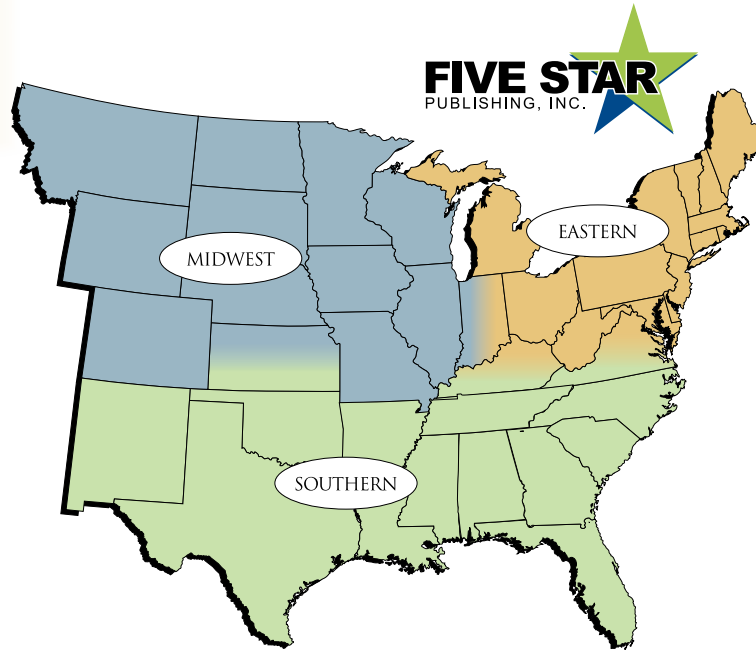 FIVE STAR
PUBLISHING, INC.
EASTERN
MIDWEST
SOUTHERN